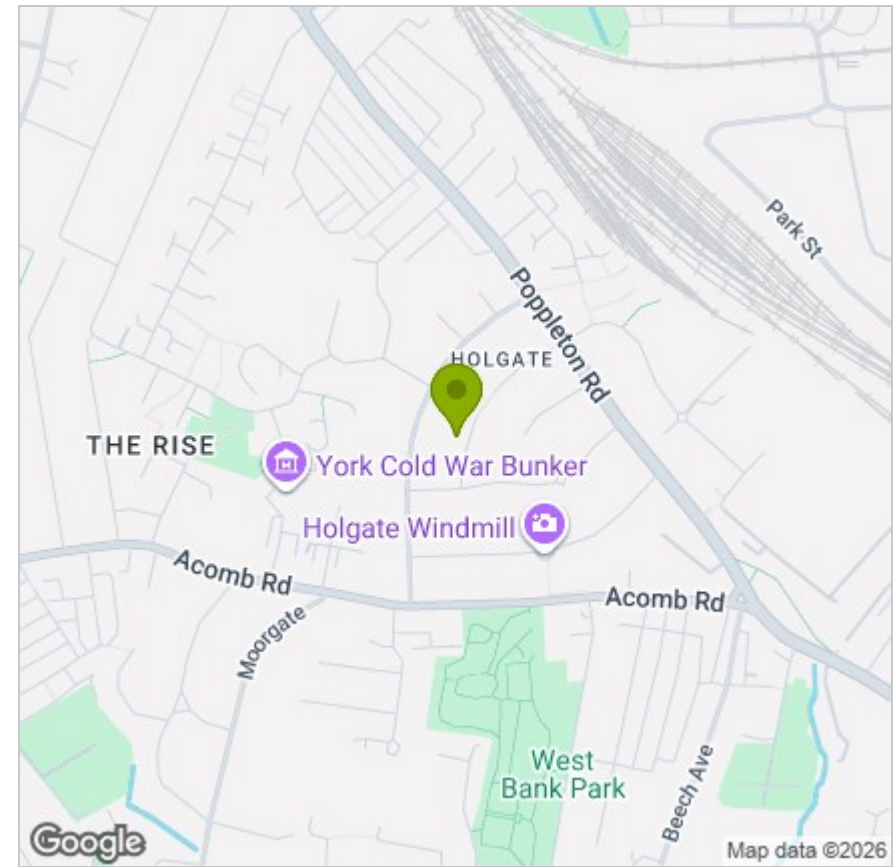 Park St
Poppleton Rd
HOLGATE
THE RISE
York Cold War Bunker
Holgate Windmill
Acomb Rd
Acomb Rd
Moorgate
West
Bank Park
Beech Ave
Google
Map data ©2026